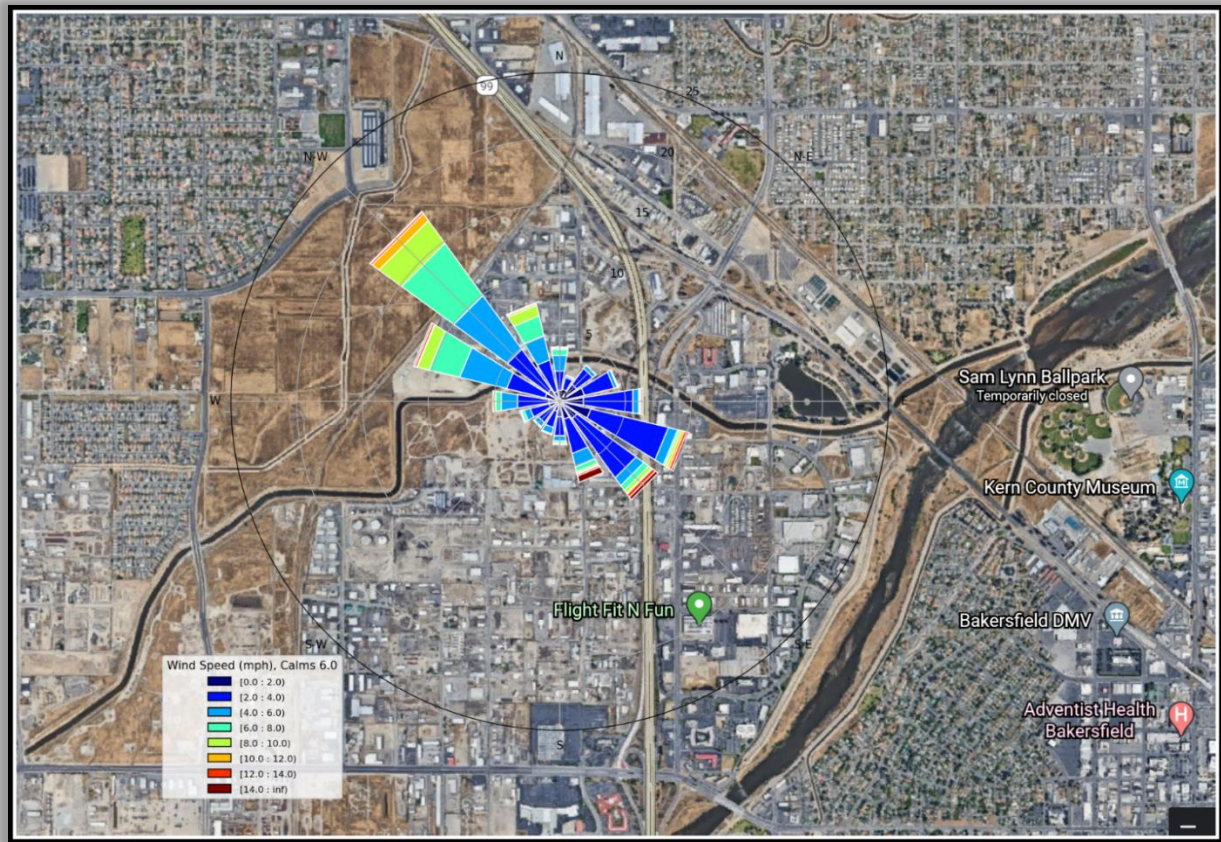 N
99
25
N-W
20
N-E
15
10
5
Sam Lynn Ballpark
Temporarily closed
W
E
Kern County Museum
Flight Fit N Fun
Bakersfield DMV
S-W
S-E
Wind Speed (mph), Calms 6.0
[0.0 : 2.0)
[2.0 : 4.0)
[4.0 : 6.0)
[6.0 : 8.0)
[8.0 : 10.0)
[10.0 : 12.0)
[12.0 : 14.0)
[14.0 : inf)
Adventist Health
Bakersfield
H
S